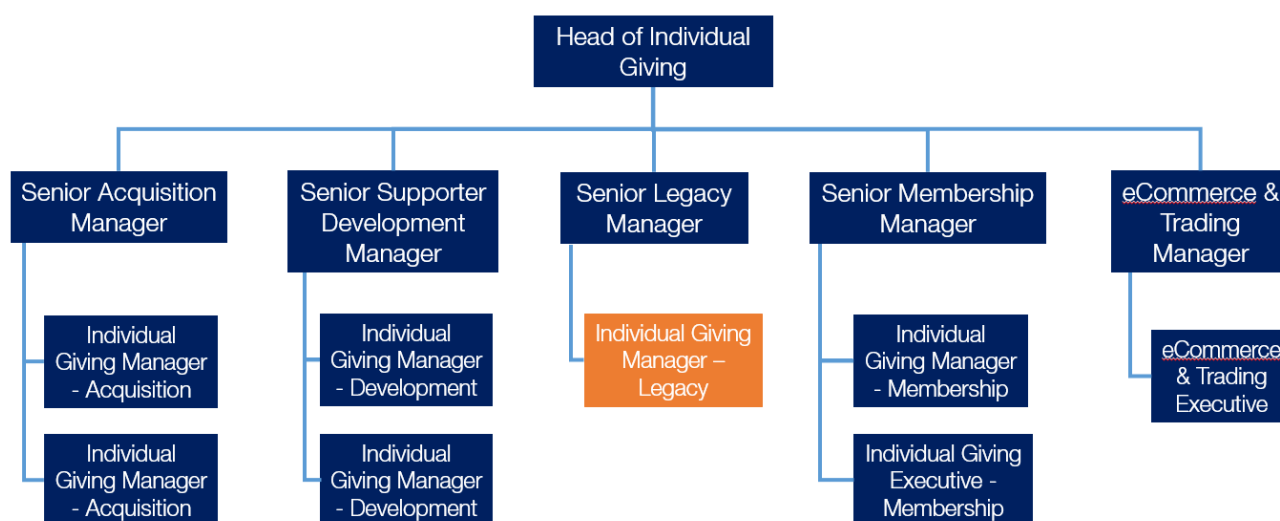 Head of Individual
Giving
Senior Acquisition
Manager
Senior Supporter
Development
Manager
Senior Legacy
Manager
Senior Membership
Manager
eCommerce &
Trading
Manager
Individual
Giving Manager
- Acquisition
Individual
Giving Manager
- Development
Individual Giving
Manager –
Legacy
Individual
Giving Manager
- Membership
eCommerce
& Trading
Executive
Individual
Giving Manager
- Acquisition
Individual
Giving Manager
- Development
Individual Giving
Executive -
Membership